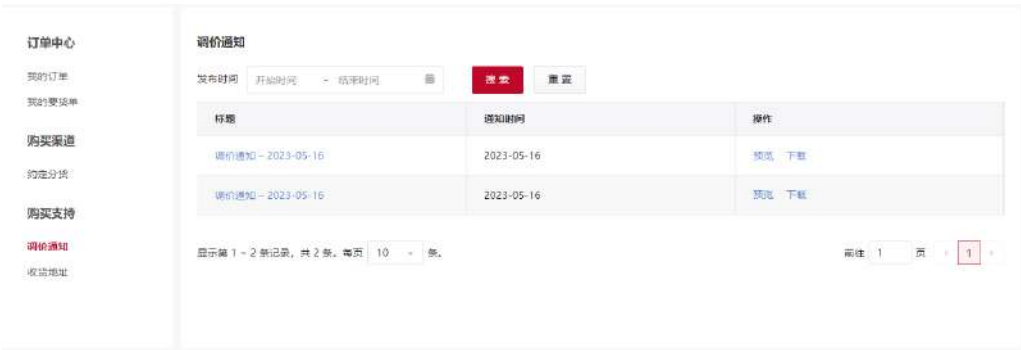 订单中心
我的订单
我的要货单
购买渠道
约定分货
购买支持
调价通知
收货地址
调价通知
发布时间 开始时间 - 结束时间 搜索 重置
标题 通知时间 操作
调价通知 – 2023-05-16 2023-05-16 预览 下载
调价通知 – 2023-05-16 2023-05-16 预览 下载
显示第 1 - 2 条记录, 共 2 条。每页 10 条。 前往 1 页 1